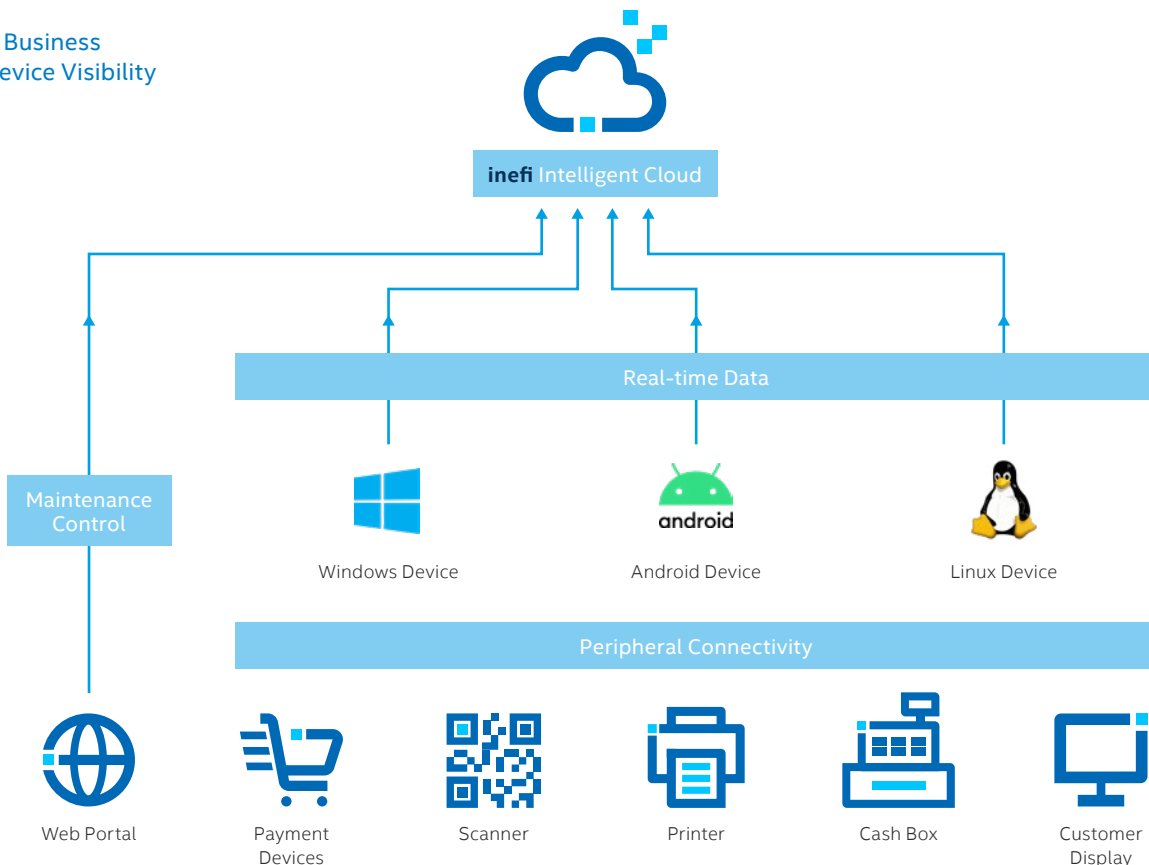 Business
evice Visibility
inefi Intelligent Cloud
Real-time Data
Maintenance
Control
android
Windows Device
Android Device
Linux Device
Peripheral Connectivity
Web Portal
Payment
Devices
Scanner
Printer
Cash Box
Customer
Display